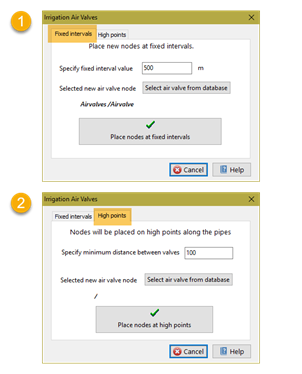 1
Irrigation Air Valves
Fixed intervals High points
Place new nodes at fixed intervals.
Specify fixed interval value 500 m
Selected new air valve node Select air valve from database
Airvalves /Airvalve
Place nodes at fixed intervals
Cancel Help
2
Irrigation Air Valves
Fixed intervals High points
Nodes will be placed on high points along the pipes
Specify minimum distance between valves 100
Selected new air valve node Select air valve from database
/
Place nodes at high points
Cancel Help